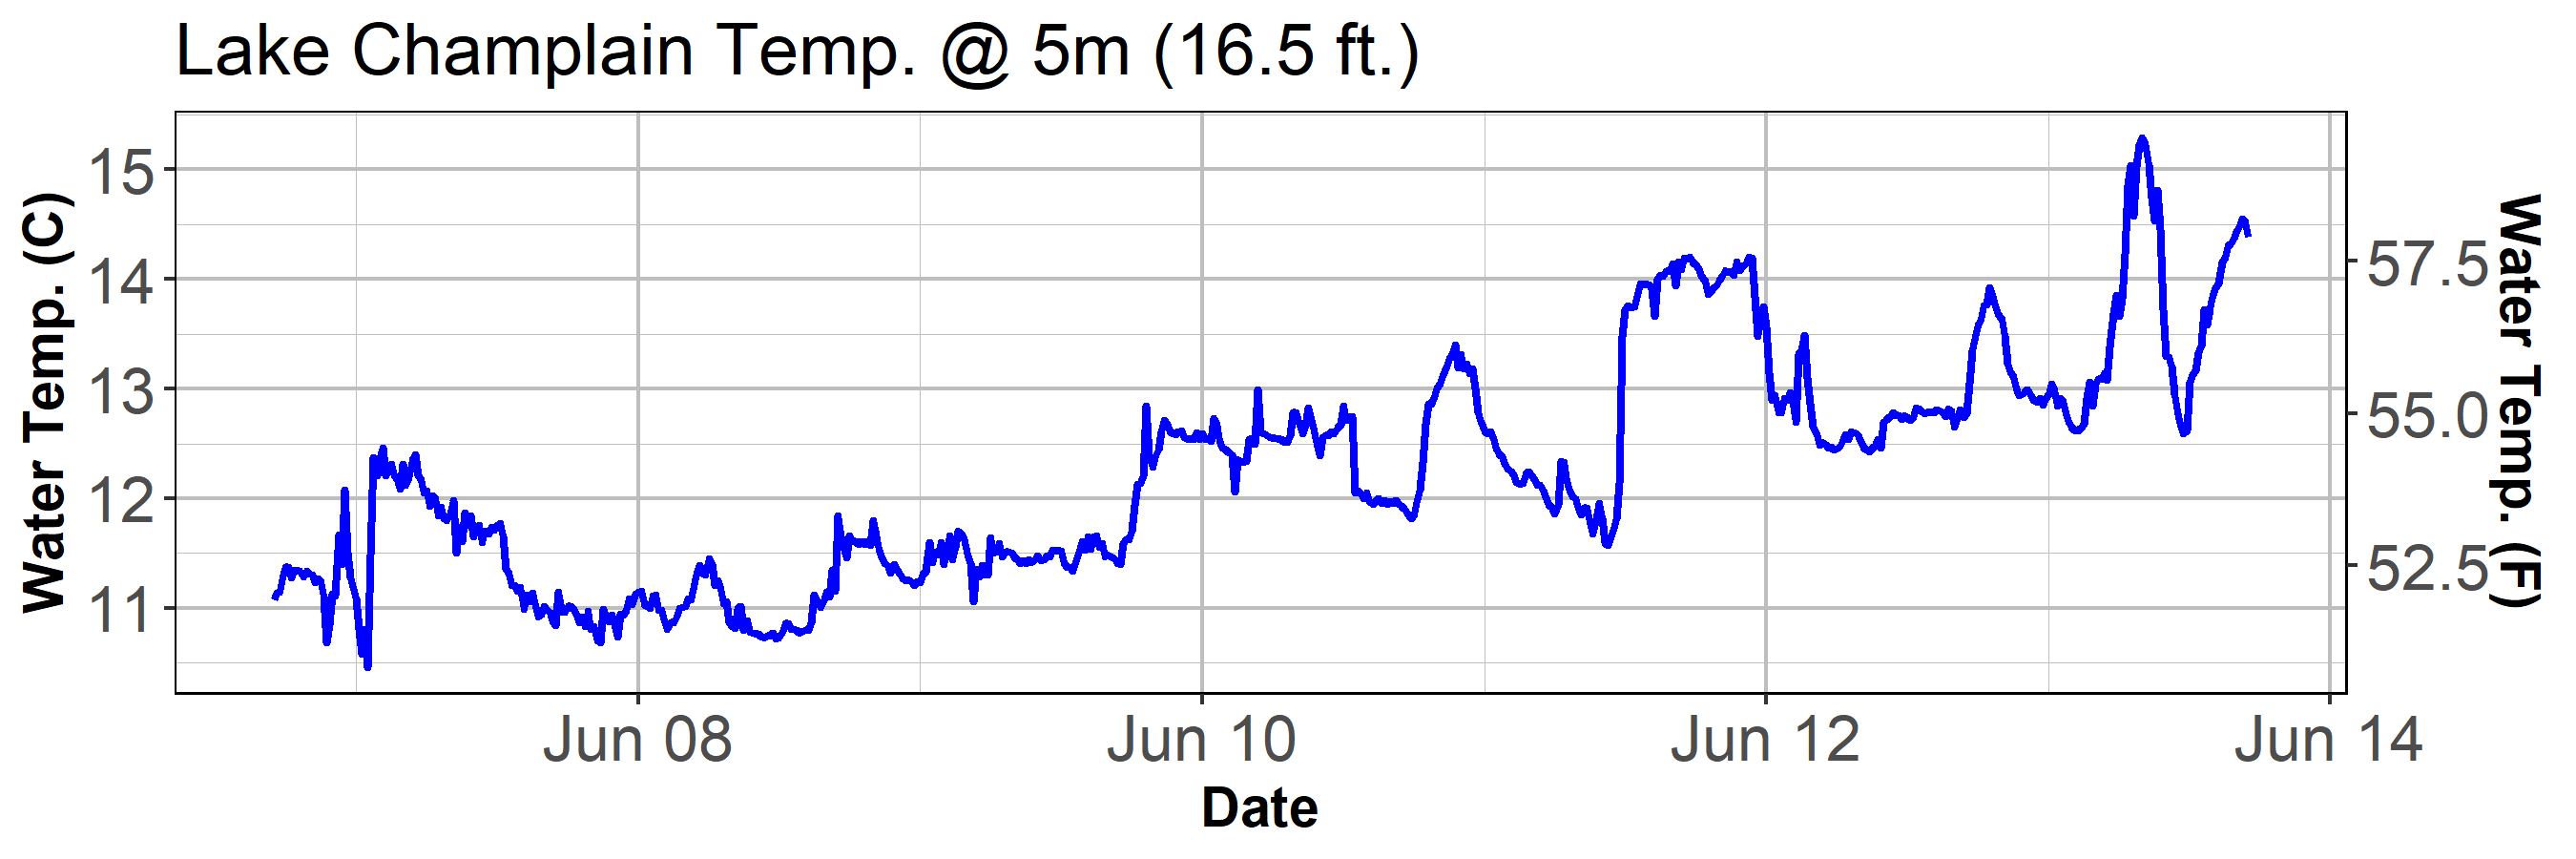 Lake Champlain Temp. @ 5m (16.5 ft.)
Water Temp. (C)
15
14
13
12
11
57.5
55.0
52.5
Water Temp. (F)
Jun 08
Jun 10
Jun 12
Jun 14
Date